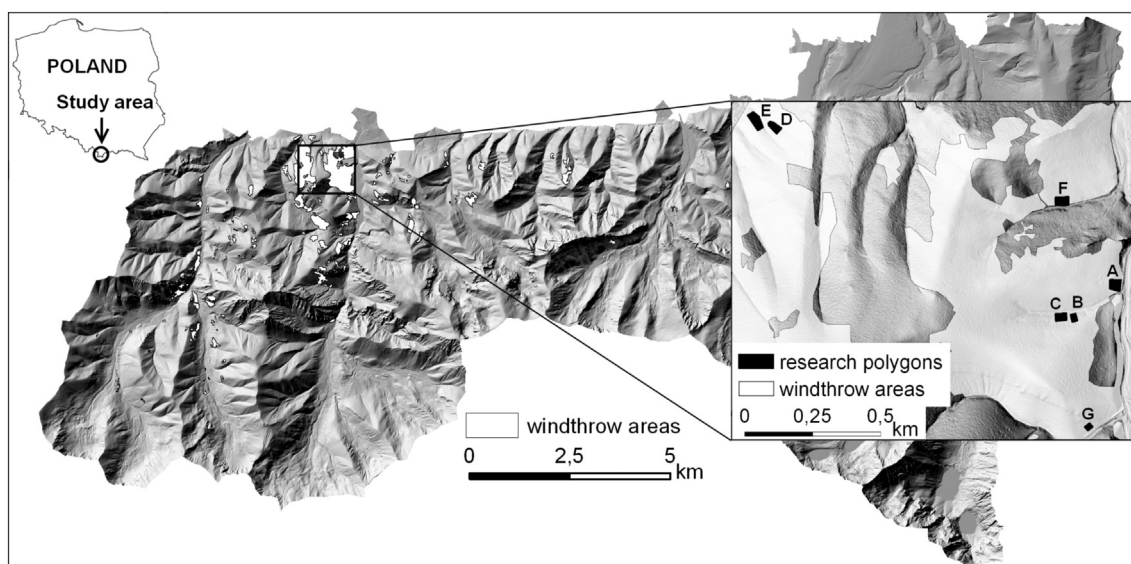 POLAND
Study area
E
D
F
A
C B
G
research polygons
windthrow areas
0 0,25 0,5
km
windthrow areas
0 2,5 5
km